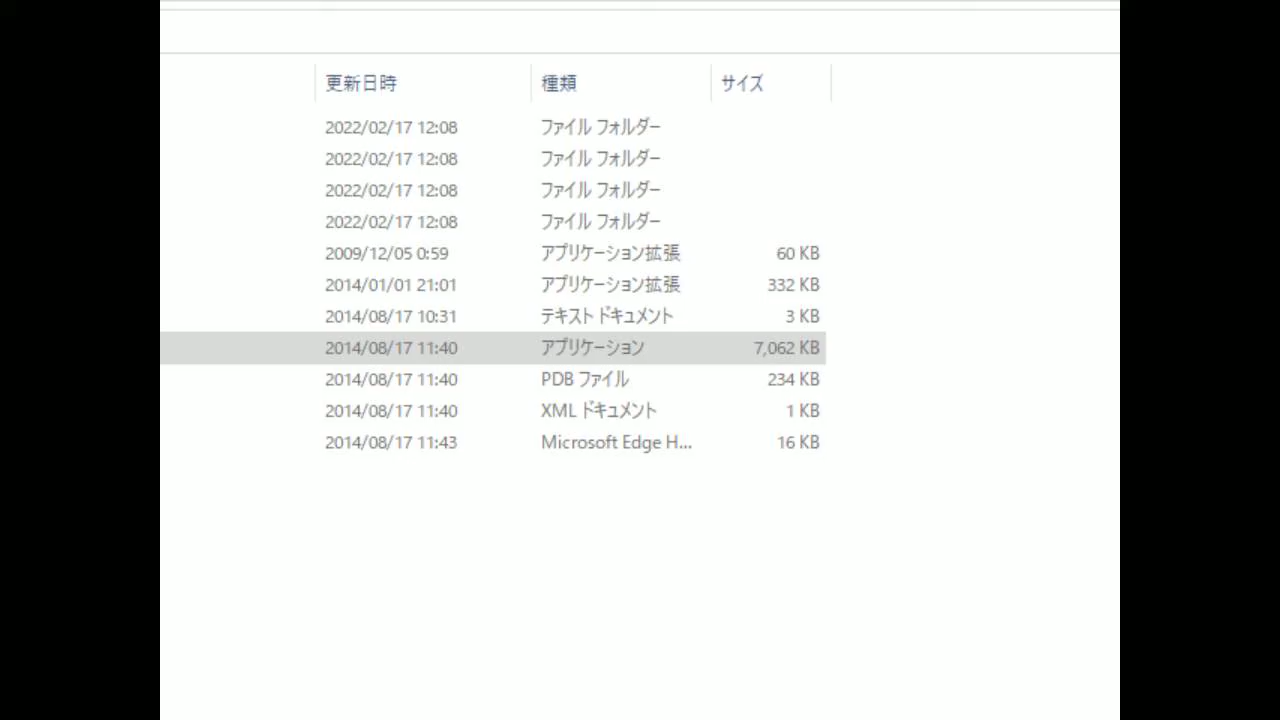 更新日時 種類 サイズ
2022/02/17 12:08 ファイル フォルダー
2022/02/17 12:08 ファイル フォルダー
2022/02/17 12:08 ファイル フォルダー
2022/02/17 12:08 ファイル フォルダー
2009/12/05 0:59 アプリケーション拡張 60 KB
2014/01/01 21:01 アプリケーション拡張 332 KB
2014/08/17 10:31 テキスト ドキュメント 3 KB
2014/08/17 11:40 アプリケーション 7,062 KB
2014/08/17 11:40 PDB ファイル 234 KB
2014/08/17 11:40 XML ドキュメント 1 KB
2014/08/17 11:43 Microsoft Edge H... 16 KB